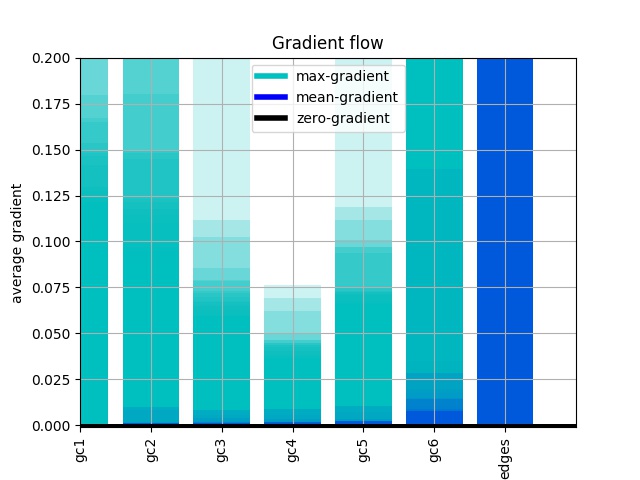 Gradient flow
max-gradient
mean-gradient
zero-gradient
average gradient
0.200
0.175
0.150
0.125
0.100
0.075
0.050
0.025
0.000
gc1
gc2
gc3
gc4
gc5
gc6
edges